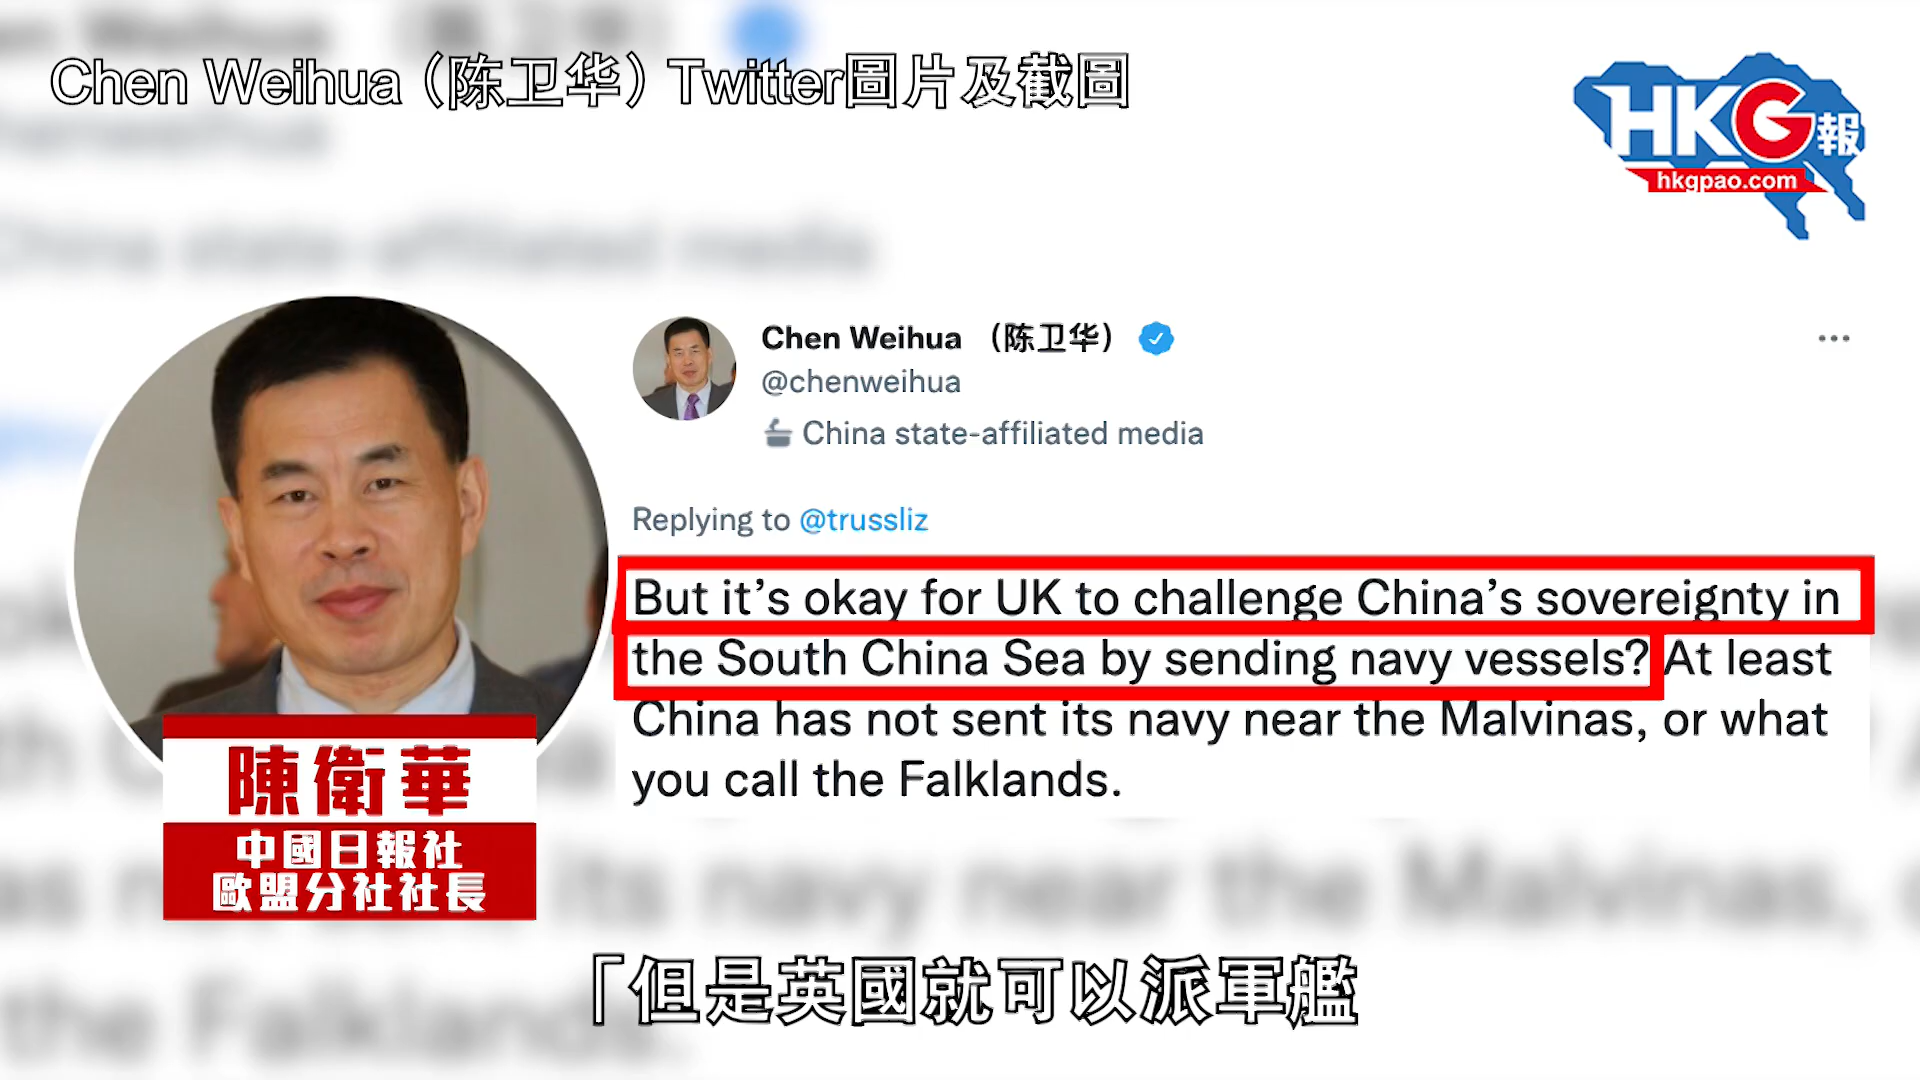 Chen Weihua（陈卫华）Twitter圖片及截圖
HKG報
hkgpao.com
Chen Weihua （陈卫华）
@chenweihua
China state-affiliated media
Replying to @trussliz
But it’s okay for UK to challenge China’s sovereignty in
the South China Sea by sending navy vessels? At least
China has not sent its navy near the Malvinas, or what
you call the Falklands.
陳衛華
中國日報社
歐盟分社社長
「但是英國就可以派軍艦